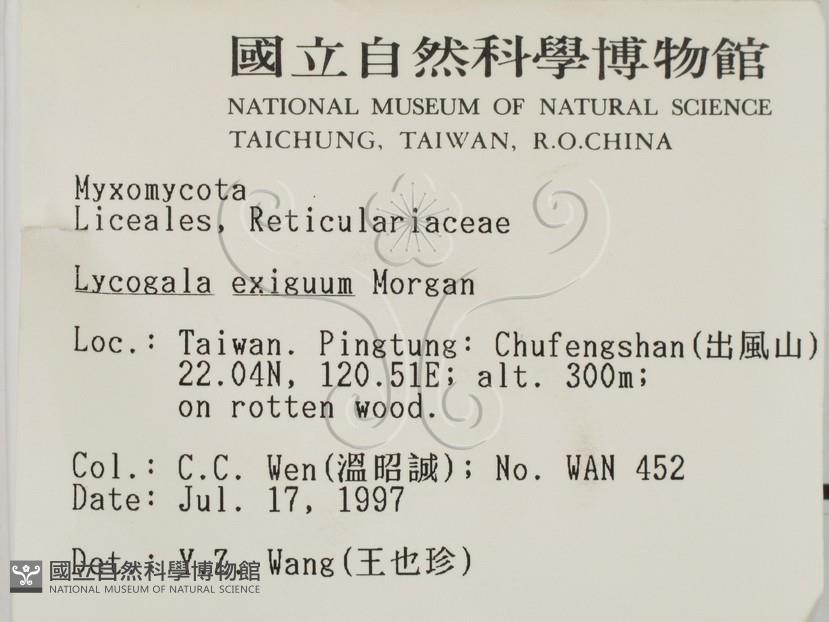 國立自然科學博物館
NATIONAL MUSEUM OF NATURAL SCIENCE
TAICHUNG, TAIWAN, R.O.CHINA
Myxomycota
Liceales, Reticulariaceae
Lycogala exiguum Morgan
Loc.: Taiwan. Pingtung: Chufengshan(出風山)
22.04N, 120.51E; alt. 300m;
on rotten wood.
Col.: C.C. Wen(溫昭誠); No. WAN 452
Date: Jul. 17, 1997
Det.: Y.Z. Wang(王也珍)
國立自然科學博物館
NATIONAL MUSEUM OF NATURAL SCIENCE